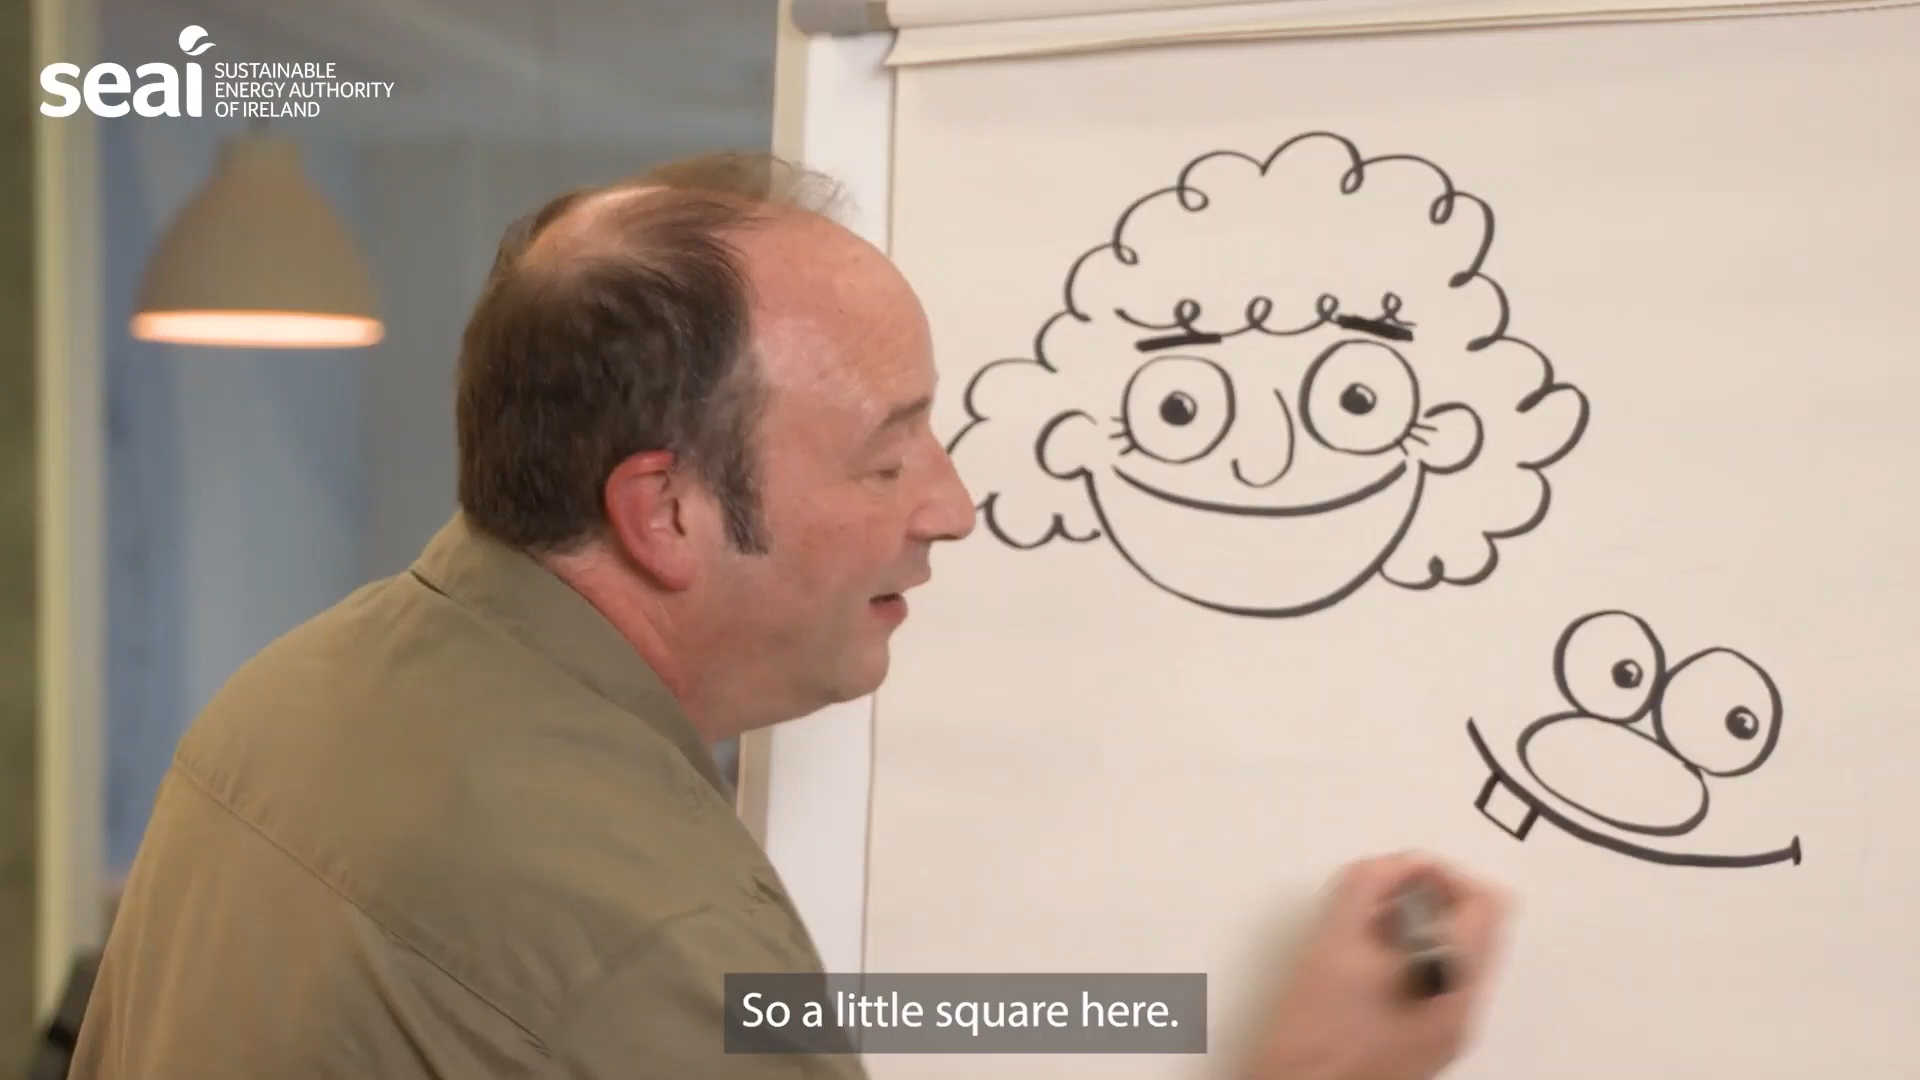 seai
SUSTAINABLE
ENERGY AUTHORITY
OF IRELAND
So a little square here.